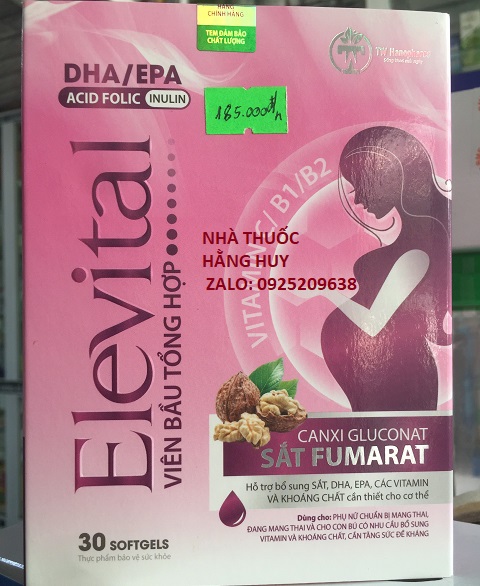 HÀNG
CHÍNH HÃNG
TEM ĐẢM BẢO
CHẤT LƯỢNG
TW Hanopharma
DHA/EPA
ACID FOLIC INULIN
185.000đ/h
Elevital
VIÊN BẦU TỔNG HỢP
VITAMIN C/ B1/B2
NHÀ THUỐC
HẰNG HUY
ZALO: 0925209638
CANXI GLUCONAT
SẮT FUMARAT
Hỗ trợ bổ sung SẮT, DHA, EPA, CÁC VITAMIN
VÀ KHOÁNG CHẤT cần thiết cho cơ thể
Dùng cho: PHỤ NỮ CHUẨN BỊ MANG THAI,
ĐANG MANG THAI VÀ CHO CON BÚ CÓ NHU CẦU BỔ SUNG
VITAMIN VÀ KHOÁNG CHẤT, CẦN TĂNG SỨC ĐỀ KHÁNG
30 SOFTGELS
Thực phẩm bảo vệ sức khỏe